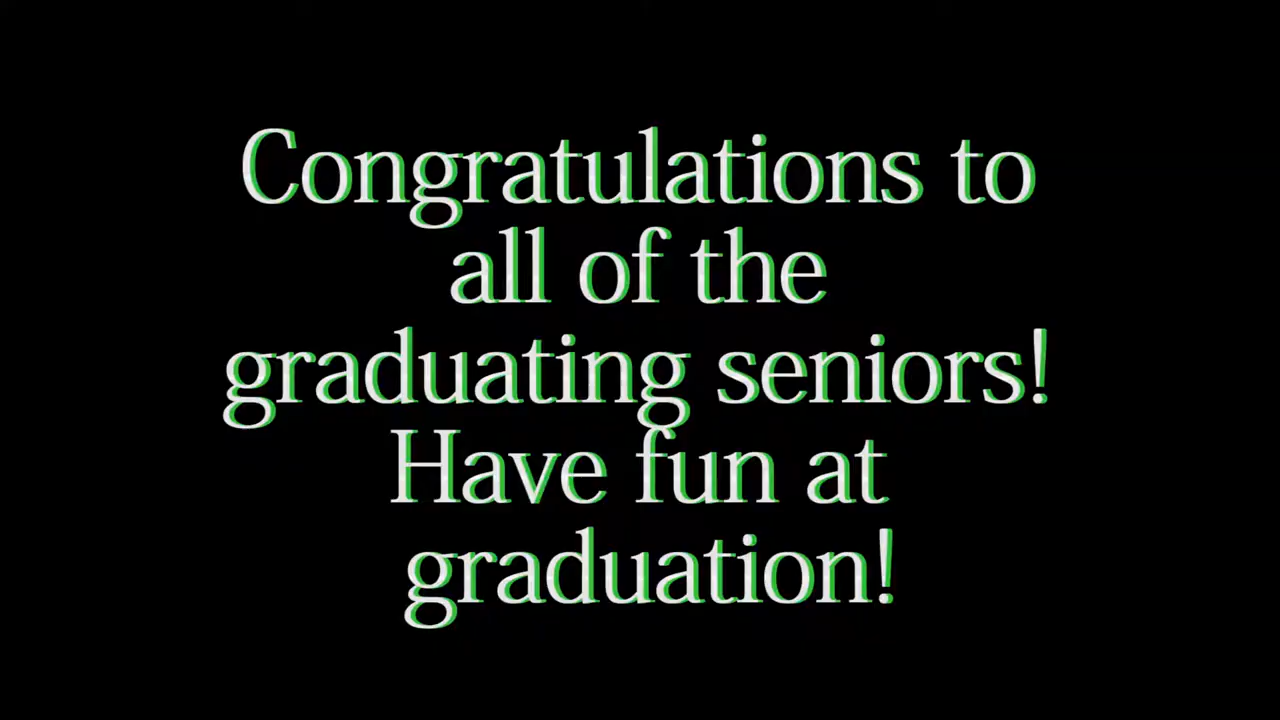 Congratulations to
all of the
graduating seniors!
Have fun at
graduation!